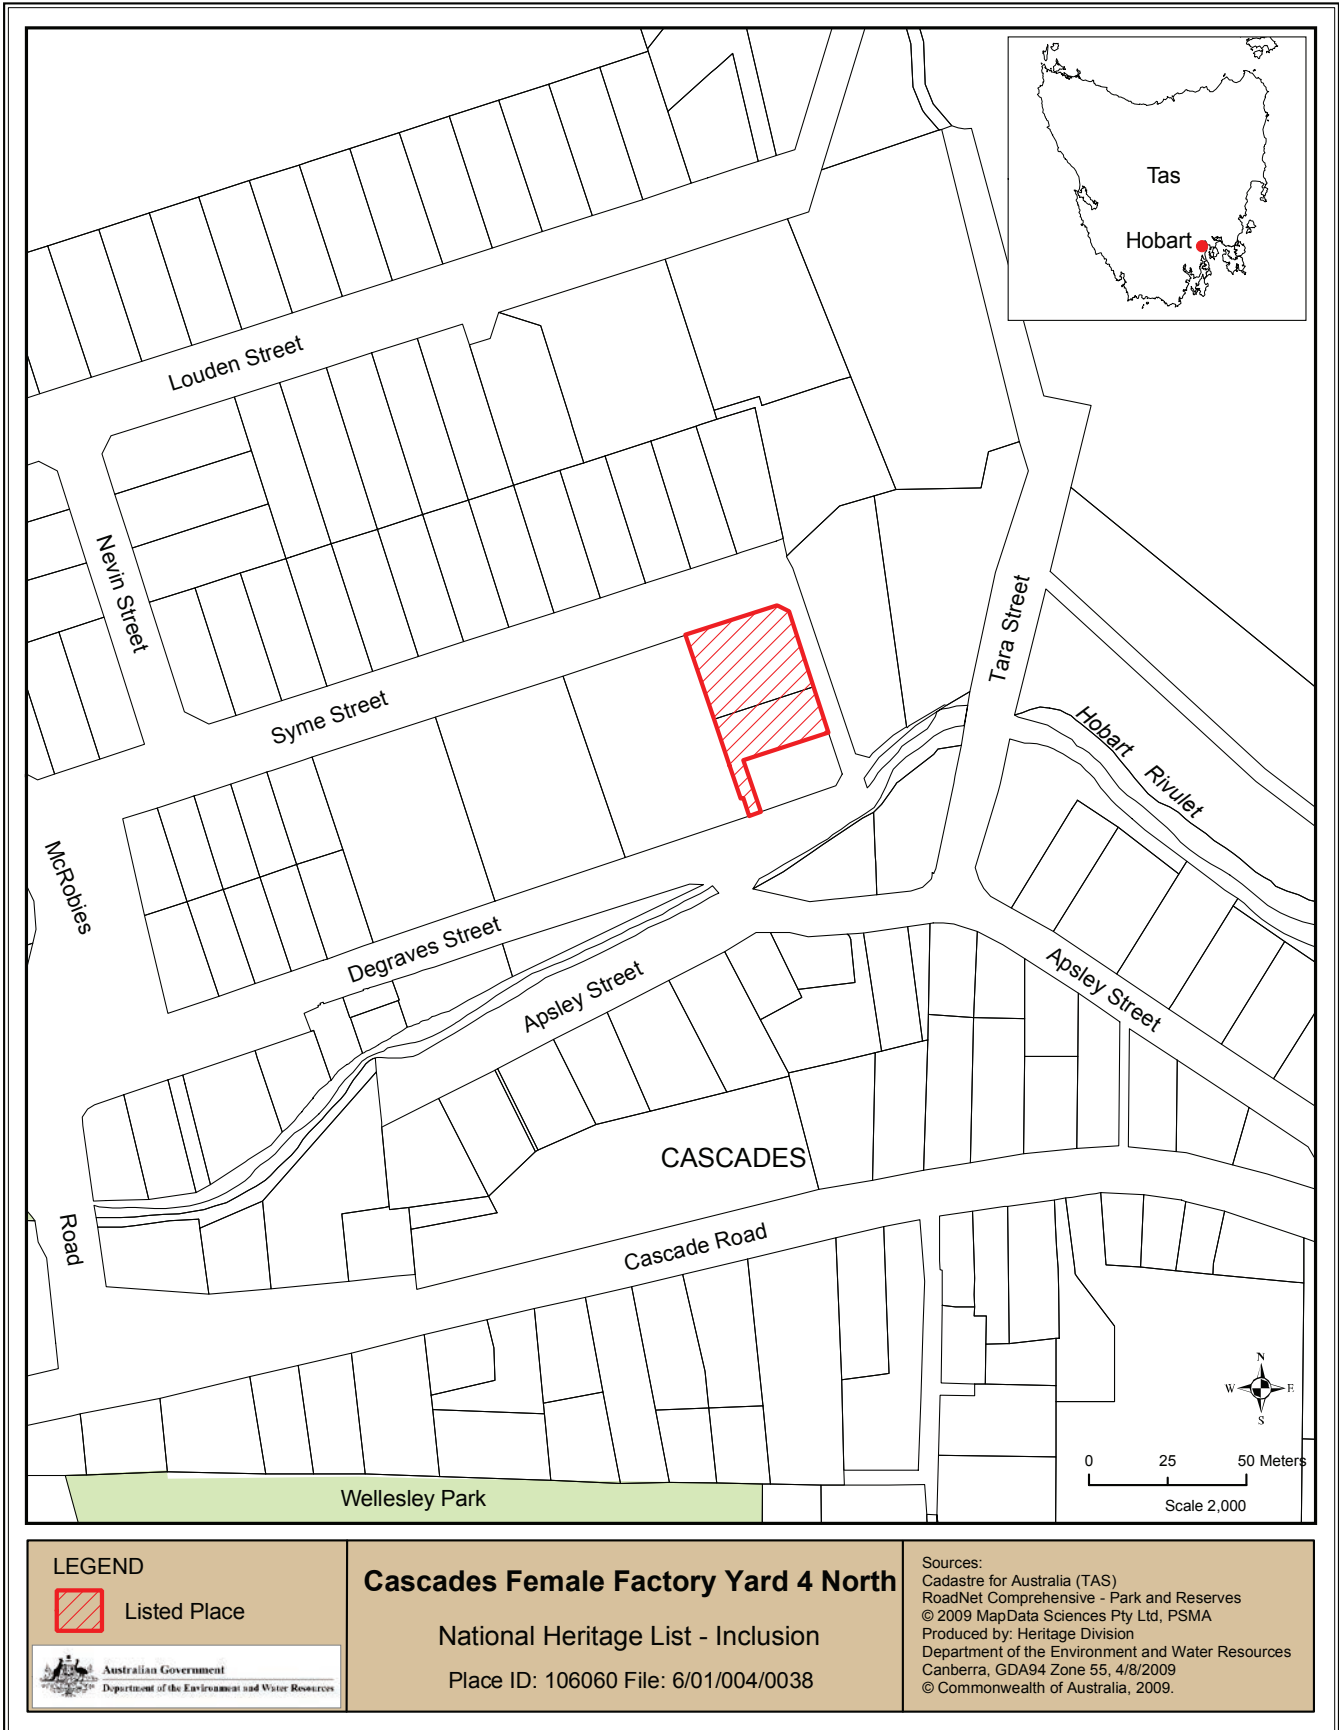 Tas
Hobart
Louden Street
Nevin Street
Syme Street
Tara Street
Hobart Rivulet
McRobies
Degraves Street
Apsley Street
Apsley Street
CASCADES
Road
Cascade Road
Wellesley Park
N
W E
S
0 25 50 Meters
Scale 2,000
LEGEND
Listed Place
Australian Government
Department of the Environment and Water Resources
Cascades Female Factory Yard 4 North
National Heritage List - Inclusion
Place ID: 106060 File: 6/01/004/0038
Sources:
Cadastre for Australia (TAS)
RoadNet Comprehensive - Park and Reserves
© 2009 MapData Sciences Pty Ltd, PSMA
Produced by: Heritage Division
Department of the Environment and Water Resources
Canberra, GDA94 Zone 55, 4/8/2009
© Commonwealth of Australia, 2009.